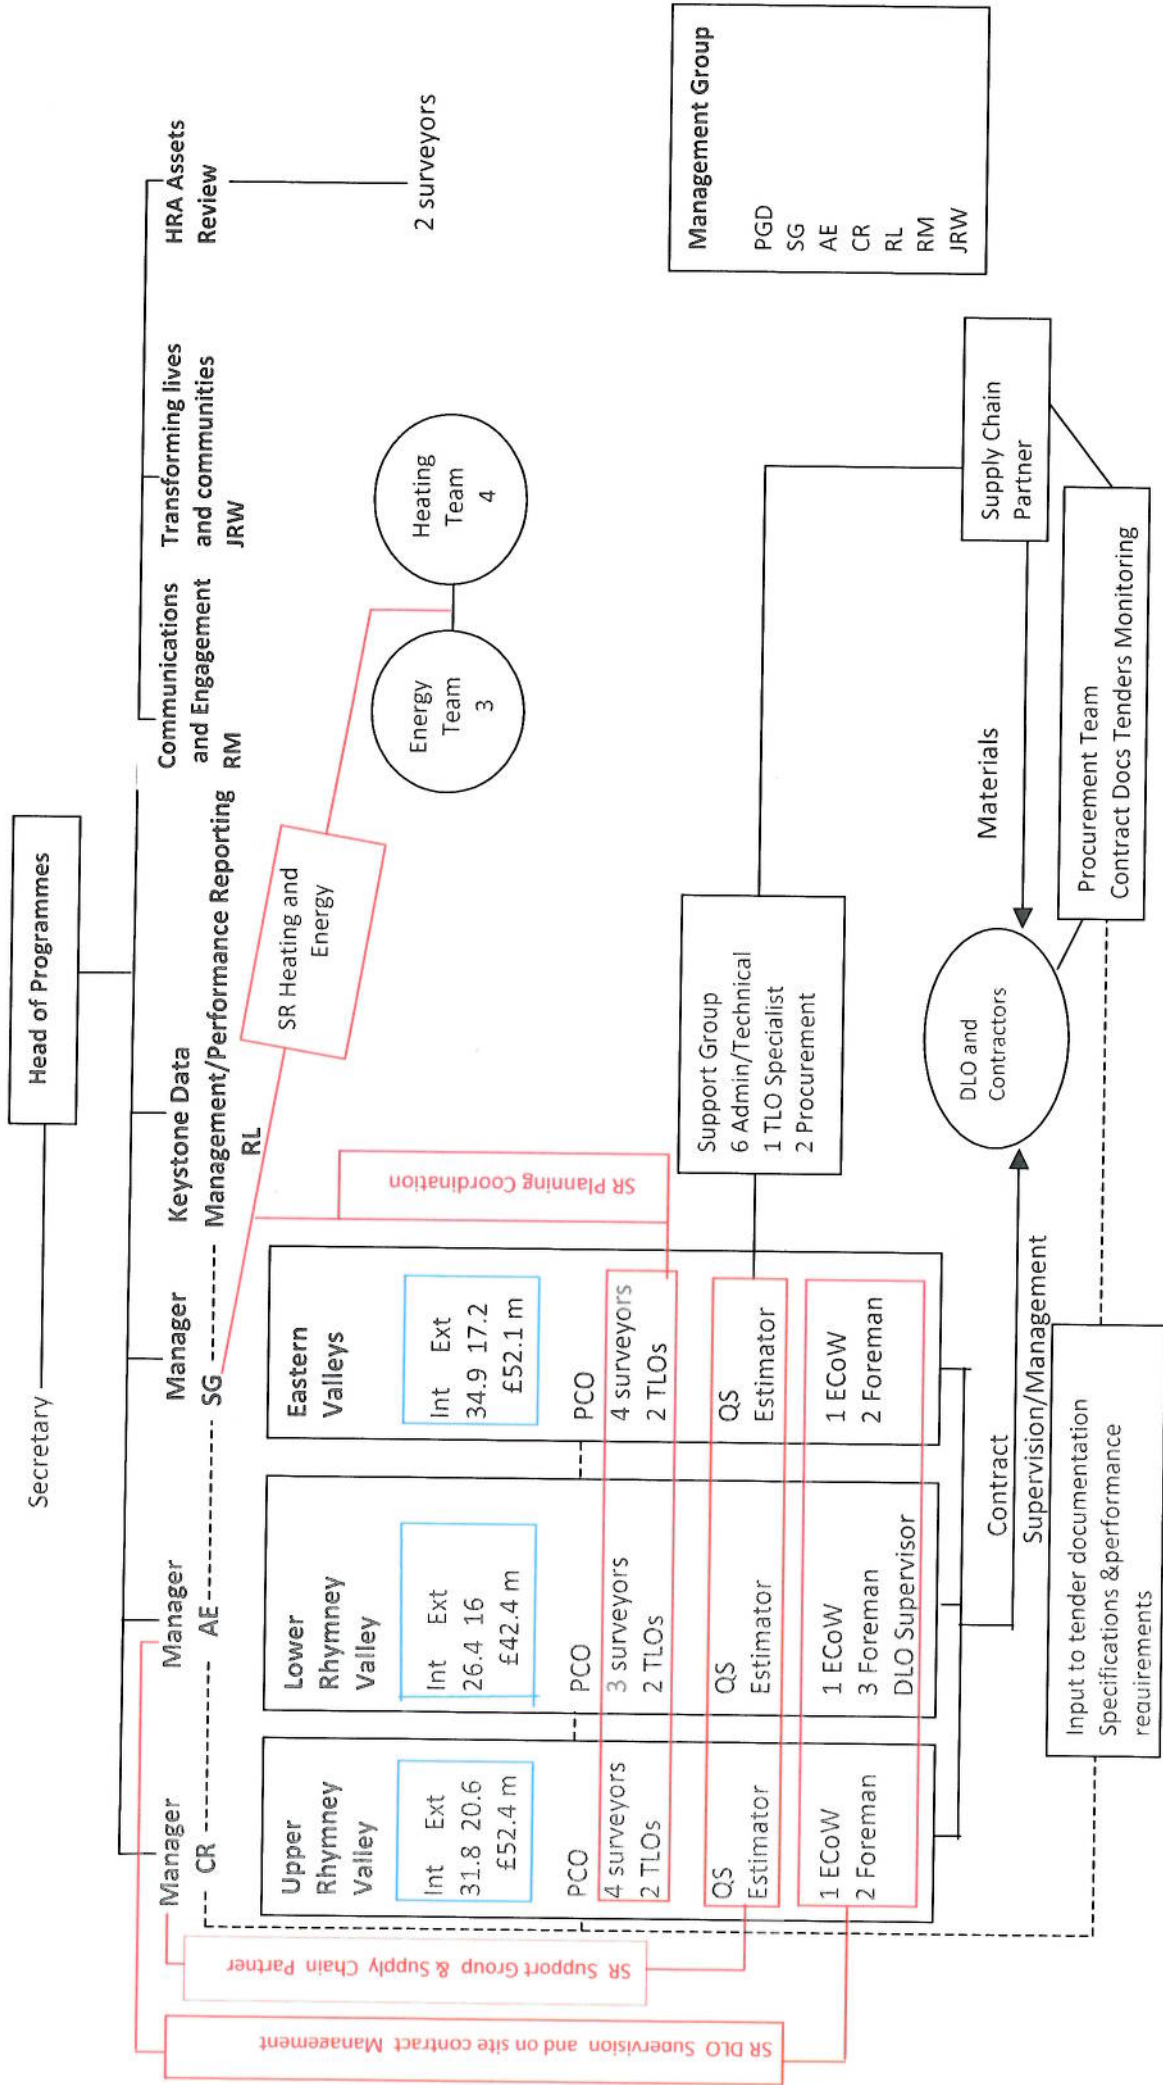 Head of Programmes
Secretary
Manager
CR
Manager
AE
Manager
SG
Keystone Data
Management/Performance Reporting
RL
Communications
and Engagement
RM
Transforming lives
and communities
JRW
HRA Assets
Review
2 surveyors
SR Heating and
Energy
Energy
Team
3
Heating
Team
4
Upper
Rhymney
Valley
Int Ext
31.8 20.6
£52.4 m
PCO
4 surveyors
2 TLOs
QS
Estimator
1 ECoW
2 Foreman
Lower
Rhymney
Valley
Int Ext
26.4 16
£42.4 m
PCO
3 surveyors
2 TLOs
QS
Estimator
1 ECoW
3 Foreman
DLO Supervisor
Eastern
Valleys
Int Ext
34.9 17.2
£52.1 m
PCO
4 surveyors
2 TLOs
QS
Estimator
1 ECoW
2 Foreman
SR Planning Coordination
SR Support Group & Supply Chain Partner
SR DLO Supervision and on site contract Management
Support Group
6 Admin/Technical
1 TLO Specialist
2 Procurement
Management Group
PGD
SG
AE
CR
RL
RM
JRW
Supply Chain
Partner
Materials
DLO and
Contractors
Contract
Supervision/Management
Procurement Team
Contract Docs Tenders Monitoring
Input to tender documentation
Specifications &performance
requirements